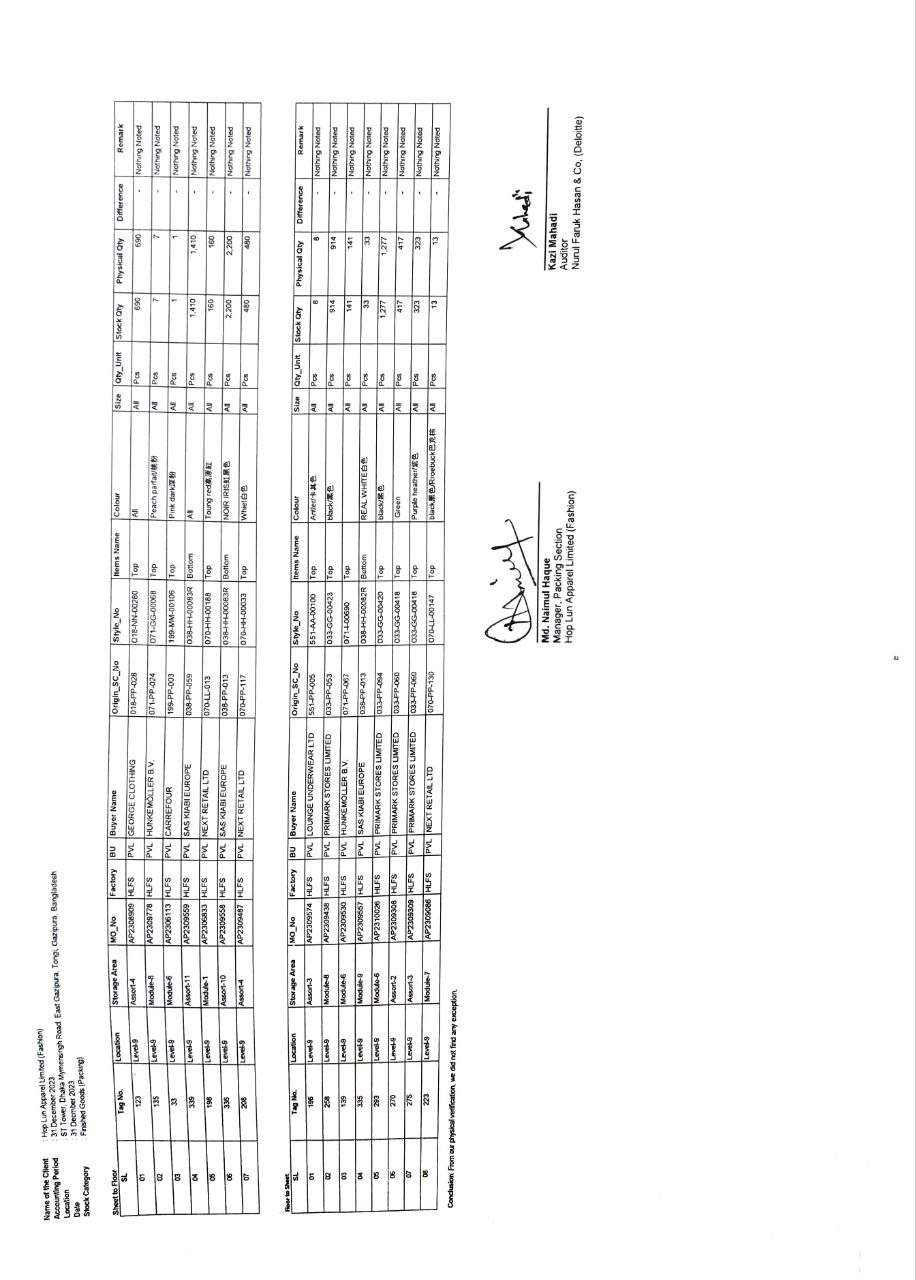 Name of the Client : Hop Lun Apparel Limited (Fashion)
Accounting Period : 31 December 2023
Location : ST Tower, Dhaka Mymensingh Road, East Gazipura, Tongi, Gazipura, Bangladesh
Date : 31 Decmber 2023
Stock Category : Finished Goods (Packing)
Sheet to Floor
SL Tag No. Location Storage Area MO_No Factory BU Buyer Name Origin_SC_No Style_No Items Name Colour Size Qty_Unit Stock Qty Physical Qty Difference Remark
01 123 Level-9 Assort-4 AP2308909 HLFS PVL GEORGE CLOTHING 018-PP-028 018-NN-00260 Top All All Pcs 690 690 - Nothing Noted
02 135 Level-9 Module-8 AP2309778 HLFS PVL HUNKEMOLLER B.V. 071-PP-024 071-GG-00068 Top Peach parfait/桃粉 All Pcs 7 7 - Nothing Noted
03 33 Level-9 Module-6 AP2306113 HLFS PVL CARREFOUR 199-PP-003 199-MM-00106 Top Pink dark深粉 All Pcs 1 1 - Nothing Noted
04 339 Level-9 Assort-11 AP2309559 HLFS PVL SAS KIABI EUROPE 038-PP-059 038-HH-00083R Bottom All All Pcs 1,410 1,410 - Nothing Noted
05 198 Level-9 Module-1 AP2306833 HLFS PVL NEXT RETAIL LTD 070-LL-013 070-HH-00188 Top All Pcs 160 160 - Nothing Noted
06 336 Level-9 Assort-10 AP2309558 HLFS PVL SAS KIABI EUROPE 038-PP-013 038-HH-00083R Bottom NOIR IRIS虹黑色 All Pcs 2,200 2,200 - Nothing Noted
07 208 Level-9 Assort-4 AP2309487 HLFS PVL NEXT RETAIL LTD 070-PP-117 070-HH-00033 Top Whiet白色 All Pcs 480 480 - Nothing Noted
Floor to Sheet
SL Tag No. Location Storage Area MO_No Factory BU Buyer Name Origin_SC_No Style_No Items Name Colour Size Qty_Unit Stock Qty Physical Qty Difference Remark
01 196 Level-9 Assort-3 AP2309574 HLFS PVL LOUNGE UNDERWEAR LTD 551-PP-005 551-AA-00100 Top Antler/卡其色 All Pcs 8 8 - Nothing Noted
02 258 Level-9 Module-8 AP2309438 HLFS PVL PRIMARK STORES LIMITED 033-PP-053 033-GG-00423 Top black/黑色 All Pcs 914 914 - Nothing Noted
03 139 Level-9 Module-6 AP2309530 HLFS PVL HUNKEMOLLER B.V. 071-PP-067 071-I-00690 Top All Pcs 141 141 - Nothing Noted
04 335 Level-9 Module-9 AP2309557 HLFS PVL SAS KIABI EUROPE 038-PP-013 038-HH-00082R Bottom REAL WHITE白色 All Pcs 33 33 - Nothing Noted
05 293 Level-9 Module-6 AP2310026 HLFS PVL PRIMARK STORES LIMITED 033-PP-094 033-GG-00420 Top black/黑色 All Pcs 1,277 1,277 - Nothing Noted
06 270 Level-9 Assort-2 AP2309308 HLFS PVL PRIMARK STORES LIMITED 033-PP-060 033-GG-00418 Top Green All Pcs 417 417 - Nothing Noted
07 275 Level-9 Assort-3 AP2309309 HLFS PVL PRIMARK STORES LIMITED 033-PP-060 033-GG-00418 Top Purple heather/紫色 All Pcs 323 323 - Nothing Noted
08 223 Level-9 Module-7 AP2309086 HLFS PVL NEXT RETAIL LTD 070-PP-130 070-LL-00147 Top All Pcs 13 13 - Nothing Noted
Conclusion: From our physical verification, we did not find any exception.
Mahadi
Md. Naimul Haque
Manager, Packing Section
Hop Lun Apparel Limited (Fashion)
Kazi Mahadi
Auditor
Nurul Faruk Hasan & Co, (Deloitte)